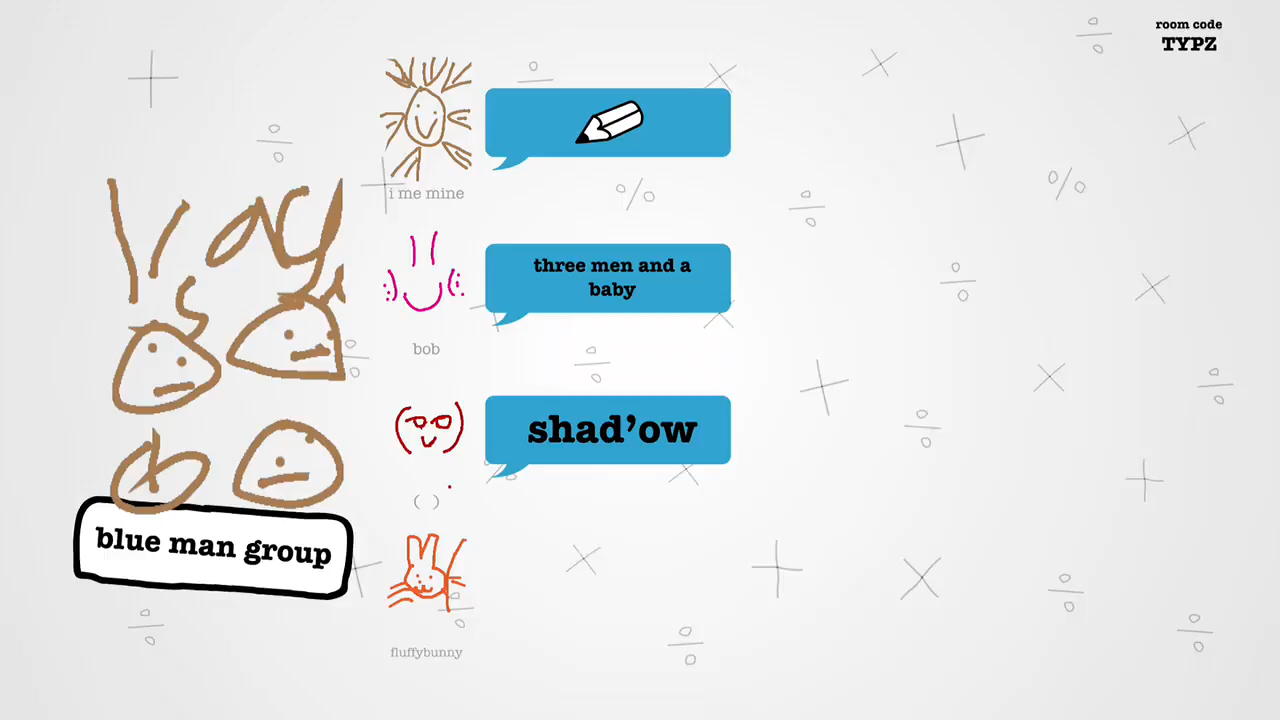 room code
TYPZ
i me mine
three men and a
baby
bob
shad’ow
( )
blue man group
fluffybunny